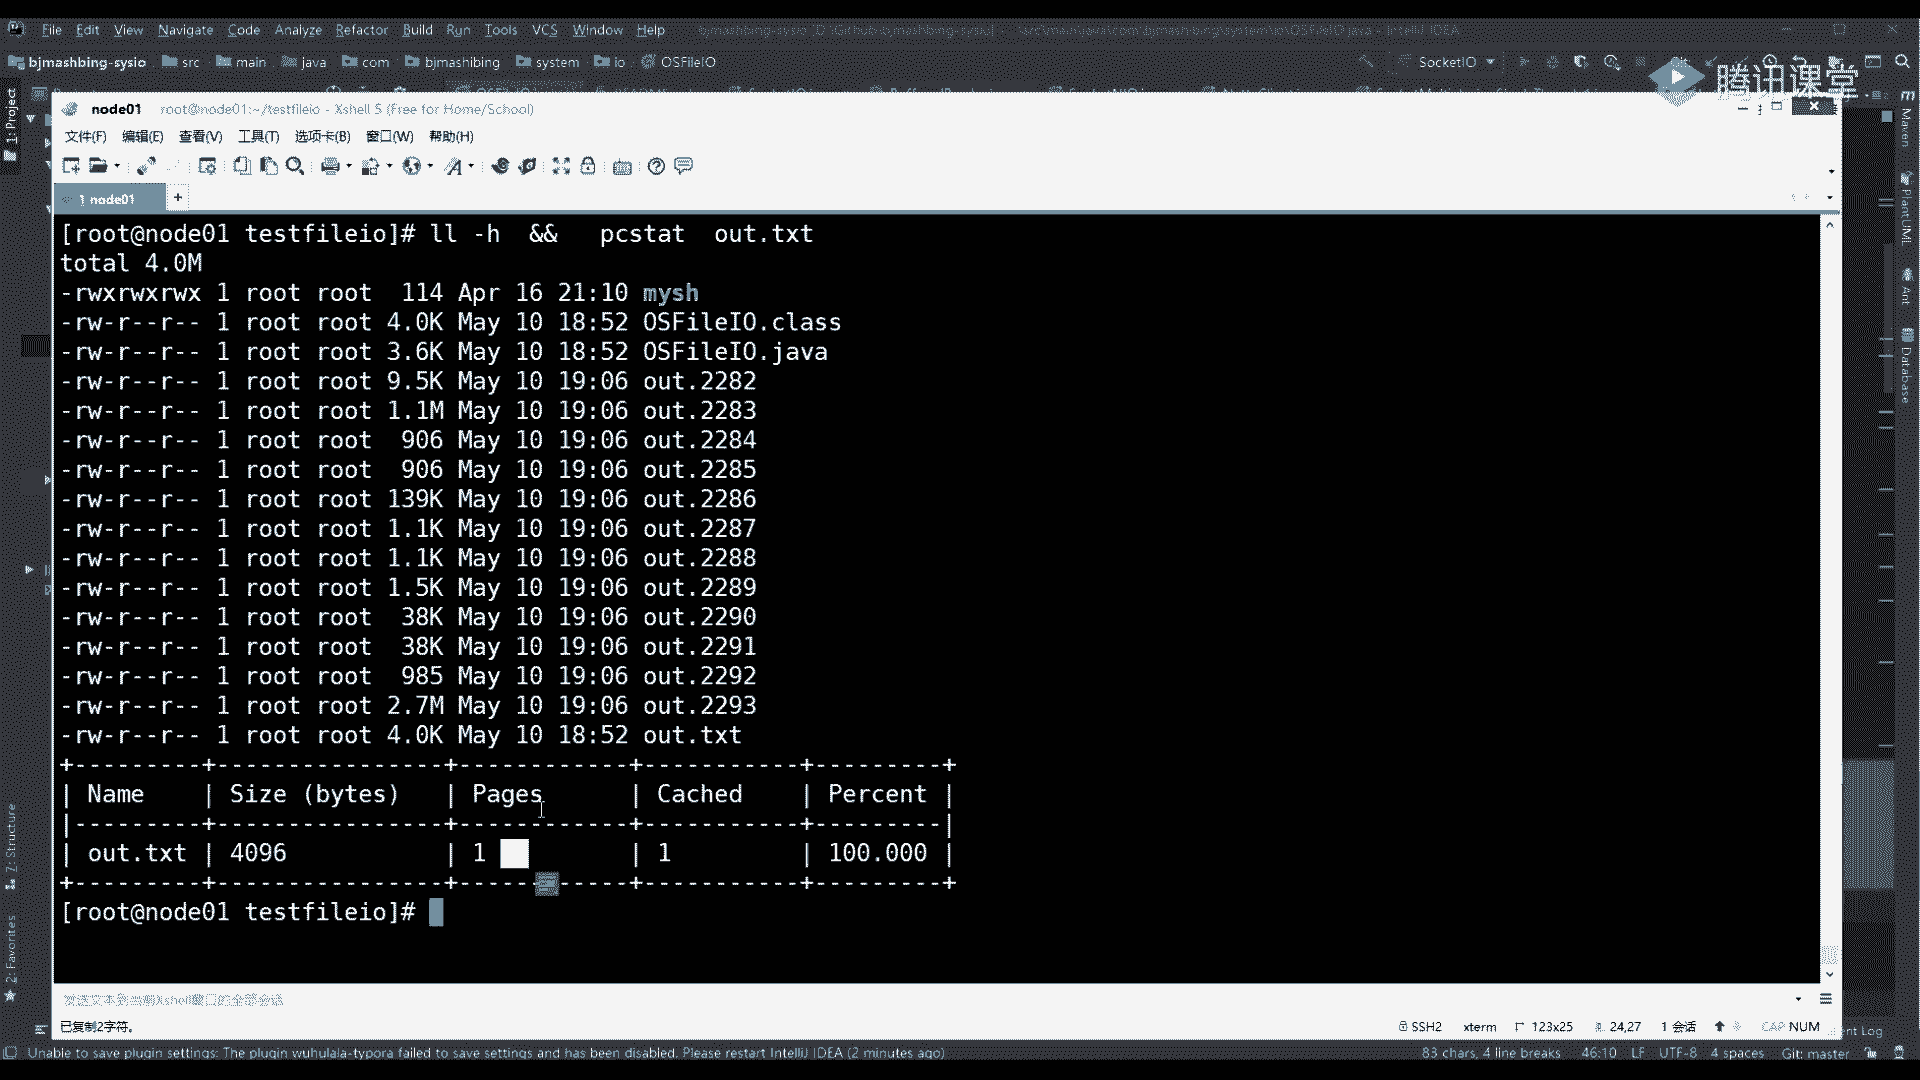 File Edit View Navigate Code Analyze Refactor Build Run Tools VCS Window Help
bjmashbing-sysio src main java com bjmashibing system io OSFileIO SocketIO Git:
腾讯课堂
node01 root@node01:~/testfileio - Xshell 5 (Free for Home/School)
文件(F) 编辑(E) 查看(V) 工具(T) 选项卡(B) 窗口(W) 帮助(H)
1 node01 +
[root@node01 testfileio]# ll -h && pcstat out.txt
total 4.0M
-rwxrwxrwx 1 root root 114 Apr 16 21:10 mysh
-rw-r--r-- 1 root root 4.0K May 10 18:52 OSFileIO.class
-rw-r--r-- 1 root root 3.6K May 10 18:52 OSFileIO.java
-rw-r--r-- 1 root root 9.5K May 10 19:06 out.2282
-rw-r--r-- 1 root root 1.1M May 10 19:06 out.2283
-rw-r--r-- 1 root root 906 May 10 19:06 out.2284
-rw-r--r-- 1 root root 906 May 10 19:06 out.2285
-rw-r--r-- 1 root root 139K May 10 19:06 out.2286
-rw-r--r-- 1 root root 1.1K May 10 19:06 out.2287
-rw-r--r-- 1 root root 1.1K May 10 19:06 out.2288
-rw-r--r-- 1 root root 1.5K May 10 19:06 out.2289
-rw-r--r-- 1 root root 38K May 10 19:06 out.2290
-rw-r--r-- 1 root root 38K May 10 19:06 out.2291
-rw-r--r-- 1 root root 985 May 10 19:06 out.2292
-rw-r--r-- 1 root root 2.7M May 10 19:06 out.2293
-rw-r--r-- 1 root root 4.0K May 10 18:52 out.txt
+---------+----------------+------------+-----------+---------+
| Name | Size (bytes) | Pages | Cached | Percent |
|---------+----------------+------------+-----------+---------|
| out.txt | 4096 | 1 | 1 | 100.000 |
+---------+----------------+------------+-----------+---------+
[root@node01 testfileio]#
发送文本到当前Xshell窗口的全部会话
已复制2字符。 SSH2 xterm 123x25 24,27 1 会话 CAP NUM
Unable to save plugin settings: The plugin wuhulala-typora failed to save settings and has been disabled. Please restart IntelliJ IDEA (2 minutes ago) 83 chars, 4 line breaks 46:10 LF UTF-8 4 spaces Git: master
1: Project
7: Structure
2: Favorites
Maven
PlantUML
Ant
Database